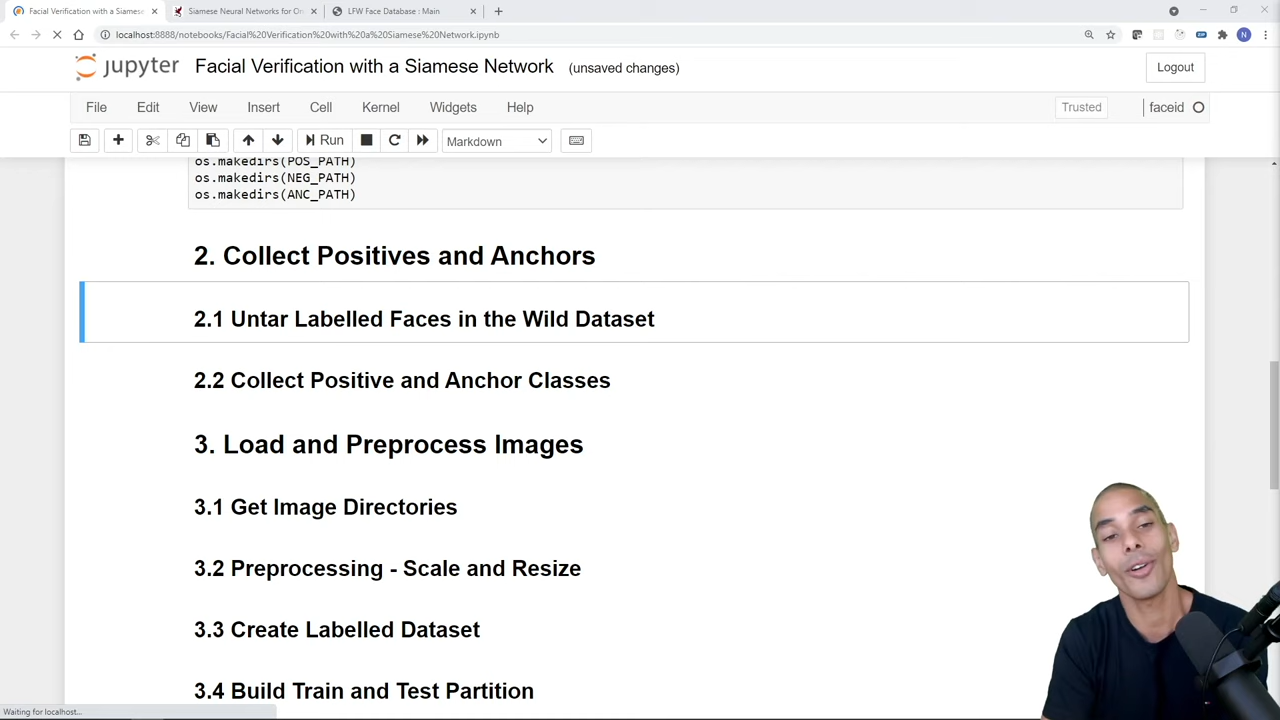 Facial Verification with a Siamese
Siamese Neural Networks for On
LFW Face Database : Main
localhost:8888/notebooks/Facial%20Verification%20with%20a%20Siamese%20Network.ipynb
N
jupyter Facial Verification with a Siamese Network (unsaved changes)
Logout
File Edit View Insert Cell Kernel Widgets Help
Trusted faceid
Run Markdown
os.makedirs(POS_PATH)
os.makedirs(NEG_PATH)
os.makedirs(ANC_PATH)
2. Collect Positives and Anchors
2.1 Untar Labelled Faces in the Wild Dataset
2.2 Collect Positive and Anchor Classes
3. Load and Preprocess Images
3.1 Get Image Directories
3.2 Preprocessing - Scale and Resize
3.3 Create Labelled Dataset
3.4 Build Train and Test Partition
Waiting for localhost...